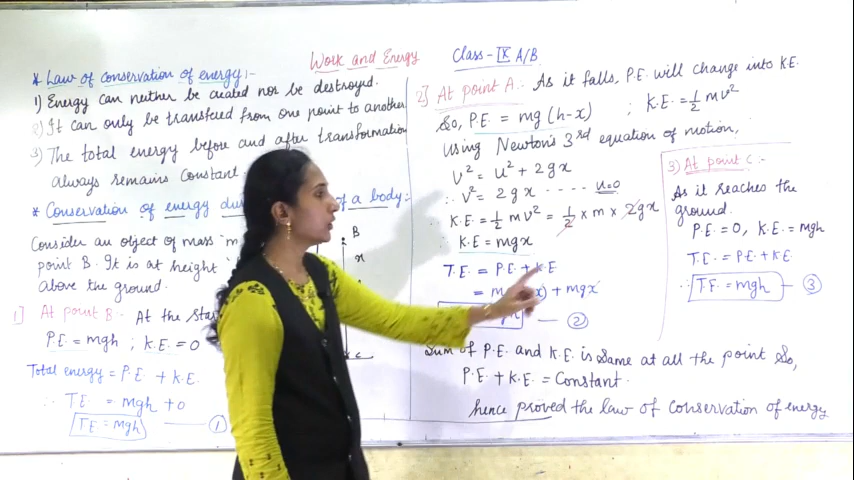 Work and Energy
Class-IX A/B
* Law of conservation of energy:-
1) Energy can neither be created nor be destroyed.
2) It can only be transfered from one point to another
3) The total energy before and after transformation
always remains Constant.
* Conservation of energy of a body:-
Consider an object of mass 'm
point B. It is at height
above the ground.
1] At point B:- At the sta
P.E. = mgh ; K.E. = 0
Total energy = P.E + K.E.
∴ T.E. = mgh + 0
T.E = mgh — ①
B
x
A
C
2] At point A:- As it falls, P.E. will change into K.E.
So, P.E. = mg (h-x) ; K.E. = 1/2 mv²
Using Newton's 3rd equation of motion,
V² = u² + 2gx
∴ V² = 2gx - - - - u=0
K.E. = 1/2 mv² = 1/2 × m × 2gx
∴ K.E = mgx
T.E. = P.E. + K.E.
= m x) + mgx
②
3) At point C:-
As it reaches the
ground.
P.E. = 0, K.E. = mgh
T.E. = P.E + K.E.
∴ T.E = mgh — ③
Sum of P.E. and K.E. is Same at all the point So,
P.E. + K.E. = Constant.
hence proved the law of Conservation of energy